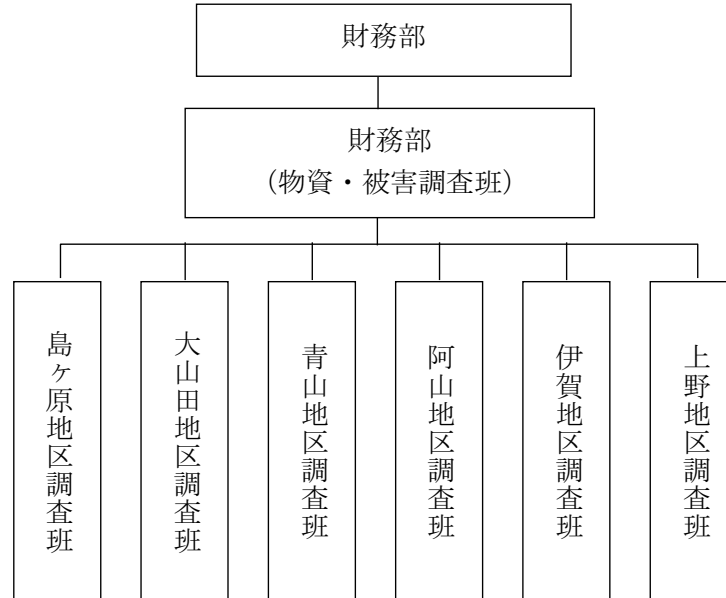 財務部
財務部
（物資・被害調査班）
上野地区調査班
伊賀地区調査班
阿山地区調査班
青山地区調査班
大山田地区調査班
島ヶ原地区調査班